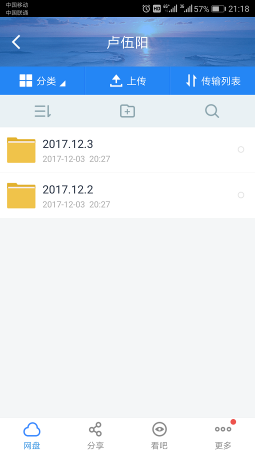 中国移动
中国联通
57% 21:18
卢伍阳
分类 上传 传输列表
2017.12.3
2017-12-03 20:27
2017.12.2
2017-12-03 20:27
网盘 分享 看吧 更多